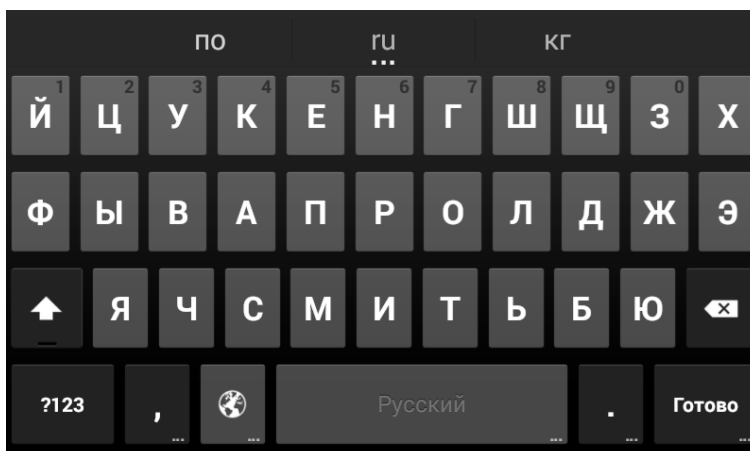 по ru кг
1 2 3 4 5 6 7 8 9 0
Й Ц У К Е Н Г Ш Щ З Х
Ф Ы В А П Р О Л Д Ж Э
Я Ч С М И Т Ь Б Ю
?123 , Русский . Готово